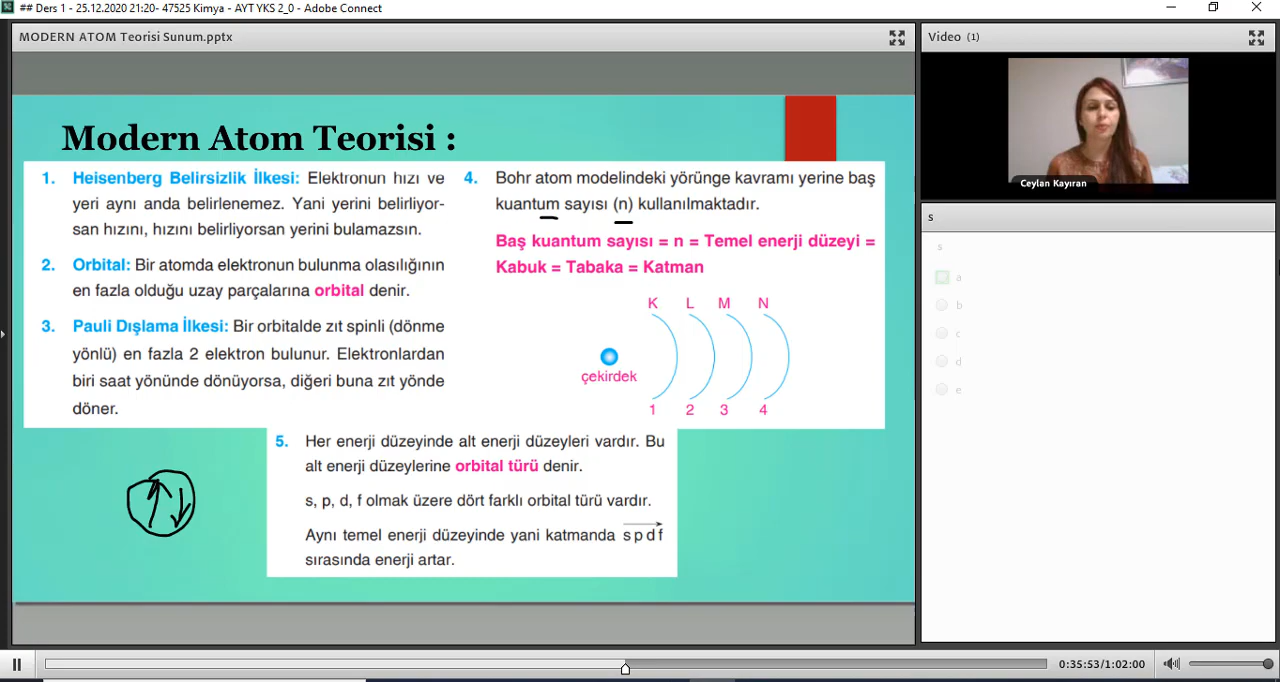 ## Ders 1 - 25.12.2020 21:20- 47525 Kimya - AYT YKS 2_0 - Adobe Connect
MODERN ATOM Teorisi Sunum.pptx
Modern Atom Teorisi :
1. Heisenberg Belirsizlik İlkesi: Elektronun hızı ve
yeri aynı anda belirlenemez. Yani yerini belirliyor-
san hızını, hızını belirliyorsan yerini bulamazsın.
2. Orbital: Bir atomda elektronun bulunma olasılığının
en fazla olduğu uzay parçalarına orbital denir.
3. Pauli Dışlama İlkesi: Bir orbitalde zıt spinli (dönme
yönlü) en fazla 2 elektron bulunur. Elektronlardan
biri saat yönünde dönüyorsa, diğeri buna zıt yönde
döner.
4. Bohr atom modelindeki yörünge kavramı yerine baş
kuantum sayısı (n) kullanılmaktadır.
Baş kuantum sayısı = n = Temel enerji düzeyi =
Kabuk = Tabaka = Katman
K L M N
çekirdek
1 2 3 4
5. Her enerji düzeyinde alt enerji düzeyleri vardır. Bu
alt enerji düzeylerine orbital türü denir.
s, p, d, f olmak üzere dört farklı orbital türü vardır.
Aynı temel enerji düzeyinde yani katmanda s p d f
sırasında enerji artar.
Video (1)
Ceylan Kayıran
s
s
a
b
c
d
e
0:35:53/1:02:00